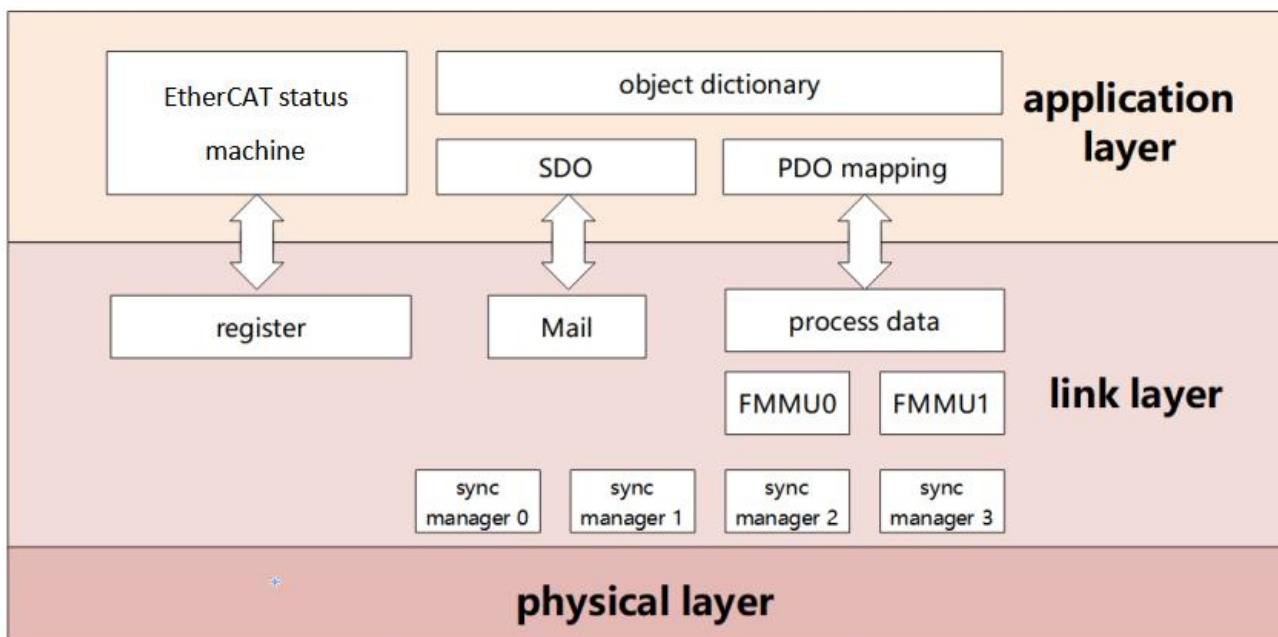 EtherCAT status
machine
object dictionary
application
layer
SDO
PDO mapping
register
Mail
process data
FMMU0
FMMU1
link layer
sync
manager 0
sync
manager 1
sync
manager 2
sync
manager 3
physical layer